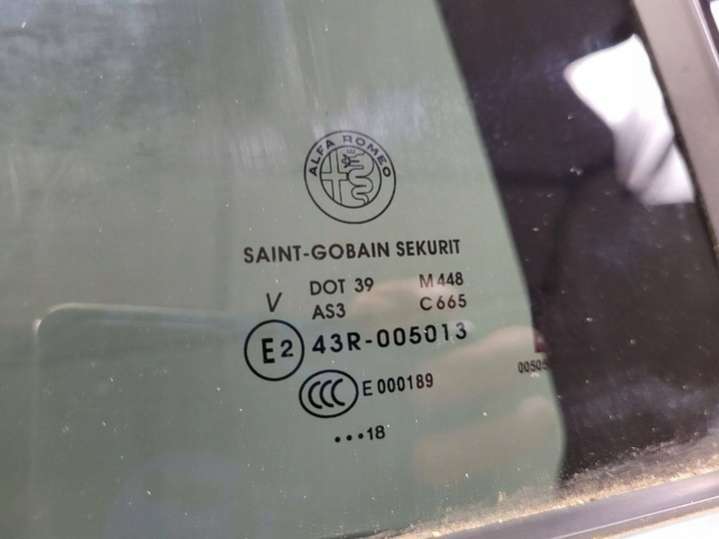 ALFA ROMEO
SAINT-GOBAIN SEKURIT
V DOT 39 M448
AS3 C665
E2 43R-005013
CCC E 000189
•••18